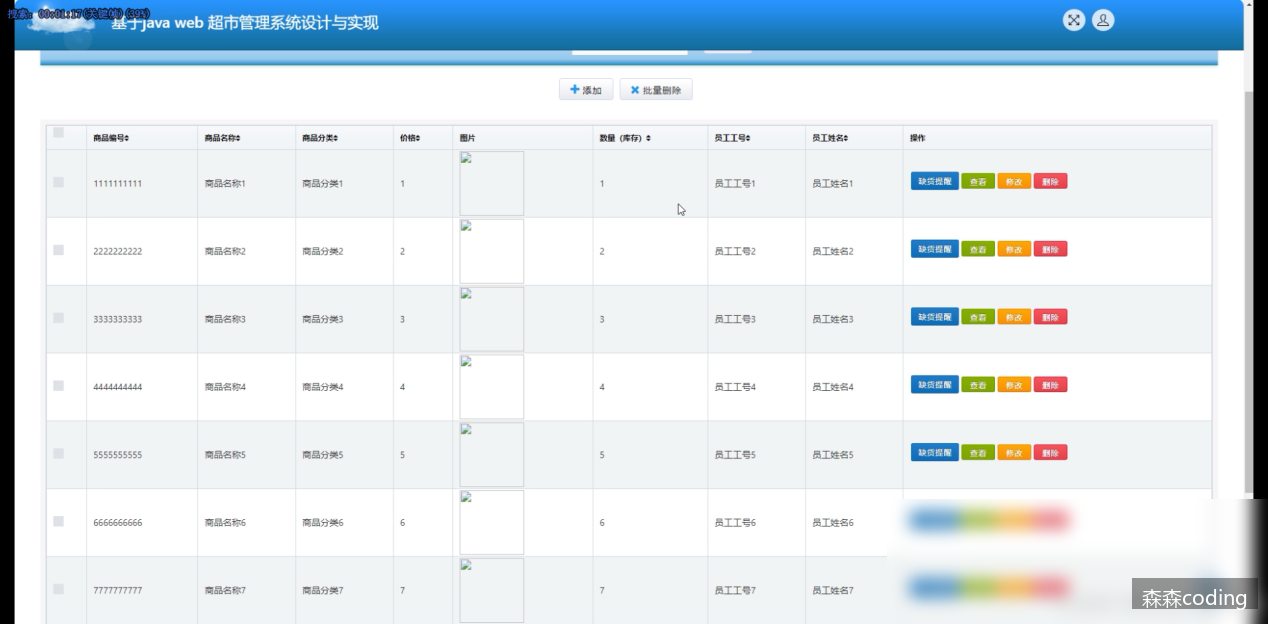 搜索: 00:01:17(关键帧)(39%)
基于java web 超市管理系统设计与实现
添加 批量删除
商品编号 商品名称 商品分类 价格 图片 数量（库存） 员工工号 员工姓名 操作
1111111111 商品名称1 商品分类1 1 1 员工工号1 员工姓名1 缺货提醒 查看 修改 删除
2222222222 商品名称2 商品分类2 2 2 员工工号2 员工姓名2 缺货提醒 查看 修改 删除
3333333333 商品名称3 商品分类3 3 3 员工工号3 员工姓名3 缺货提醒 查看 修改 删除
4444444444 商品名称4 商品分类4 4 4 员工工号4 员工姓名4 缺货提醒 查看 修改 删除
5555555555 商品名称5 商品分类5 5 5 员工工号5 员工姓名5 缺货提醒 查看 修改 删除
6666666666 商品名称6 商品分类6 6 6 员工工号6 员工姓名6
7777777777 商品名称7 商品分类7 7 7 员工工号7 员工姓名7
森森coding